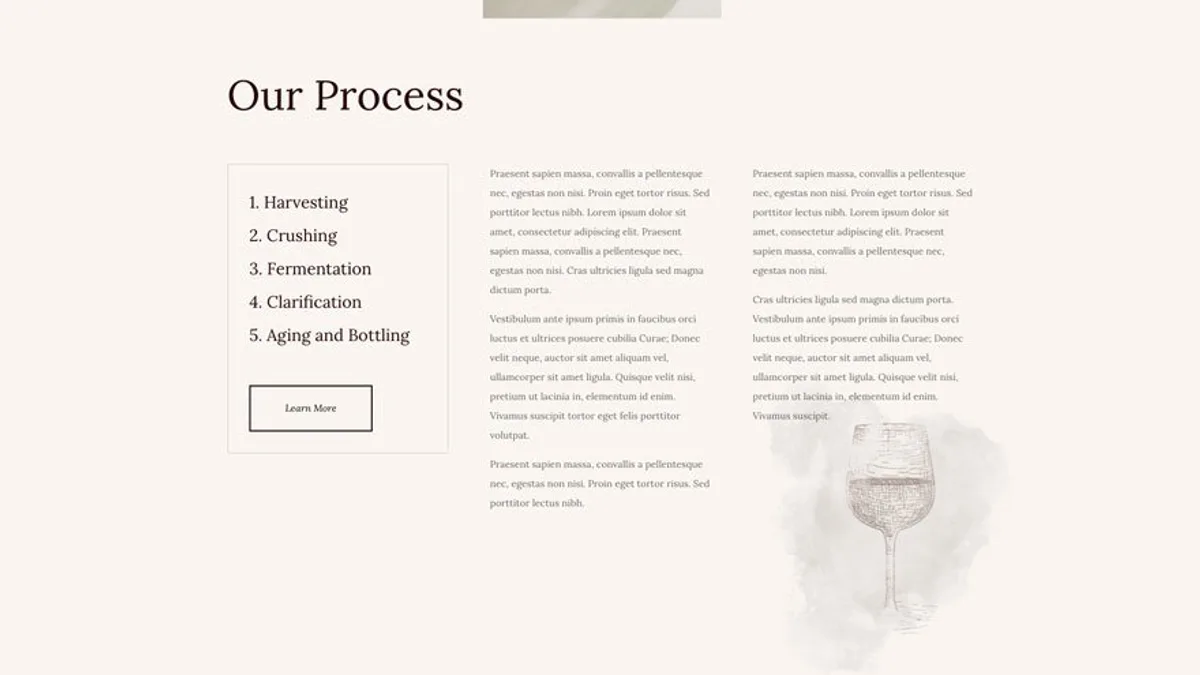 Our Process
1. Harvesting
2. Crushing
3. Fermentation
4. Clarification
5. Aging and Bottling
Learn More
Praesent sapien massa, convallis a pellentesque
nec, egestas non nisi. Proin eget tortor risus. Sed
porttitor lectus nibh. Lorem ipsum dolor sit
amet, consectetur adipiscing elit. Praesent
sapien massa, convallis a pellentesque nec,
egestas non nisi. Cras ultricies ligula sed magna
dictum porta.
Vestibulum ante ipsum primis in faucibus orci
luctus et ultrices posuere cubilia Curae; Donec
velit neque, auctor sit amet aliquam vel,
ullamcorper sit amet ligula. Quisque velit nisi,
pretium ut lacinia in, elementum id enim.
Vivamus suscipit tortor eget felis porttitor
volutpat.
Praesent sapien massa, convallis a pellentesque
nec, egestas non nisi. Proin eget tortor risus. Sed
porttitor lectus nibh.
Praesent sapien massa, convallis a pellentesque
nec, egestas non nisi. Proin eget tortor risus. Sed
porttitor lectus nibh. Lorem ipsum dolor sit
amet, consectetur adipiscing elit. Praesent
sapien massa, convallis a pellentesque nec,
egestas non nisi.
Cras ultricies ligula sed magna dictum porta.
Vestibulum ante ipsum primis in faucibus orci
luctus et ultrices posuere cubilia Curae; Donec
velit neque, auctor sit amet aliquam vel,
ullamcorper sit amet ligula. Quisque velit nisi,
pretium ut lacinia in, elementum id enim.
Vivamus suscipit.